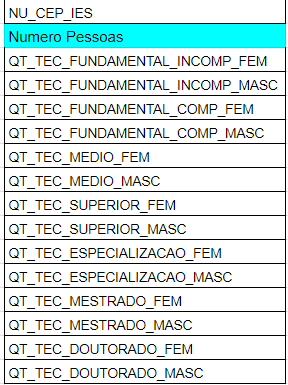 NU_CEP_IES
Numero Pessoas
QT_TEC_FUNDAMENTAL_INCOMP_FEM
QT_TEC_FUNDAMENTAL_INCOMP_MASC
QT_TEC_FUNDAMENTAL_COMP_FEM
QT_TEC_FUNDAMENTAL_COMP_MASC
QT_TEC_MEDIO_FEM
QT_TEC_MEDIO_MASC
QT_TEC_SUPERIOR_FEM
QT_TEC_SUPERIOR_MASC
QT_TEC_ESPECIALIZACAO_FEM
QT_TEC_ESPECIALIZACAO_MASC
QT_TEC_MESTRADO_FEM
QT_TEC_MESTRADO_MASC
QT_TEC_DOUTORADO_FEM
QT_TEC_DOUTORADO_MASC